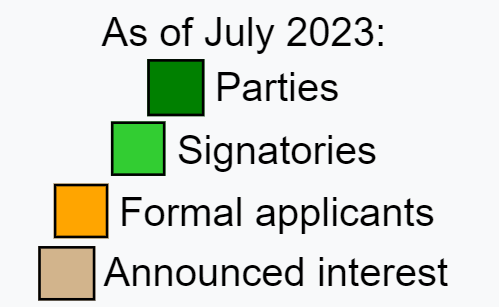 As of July 2023:
Parties
Signatories
Formal applicants
Announced interest